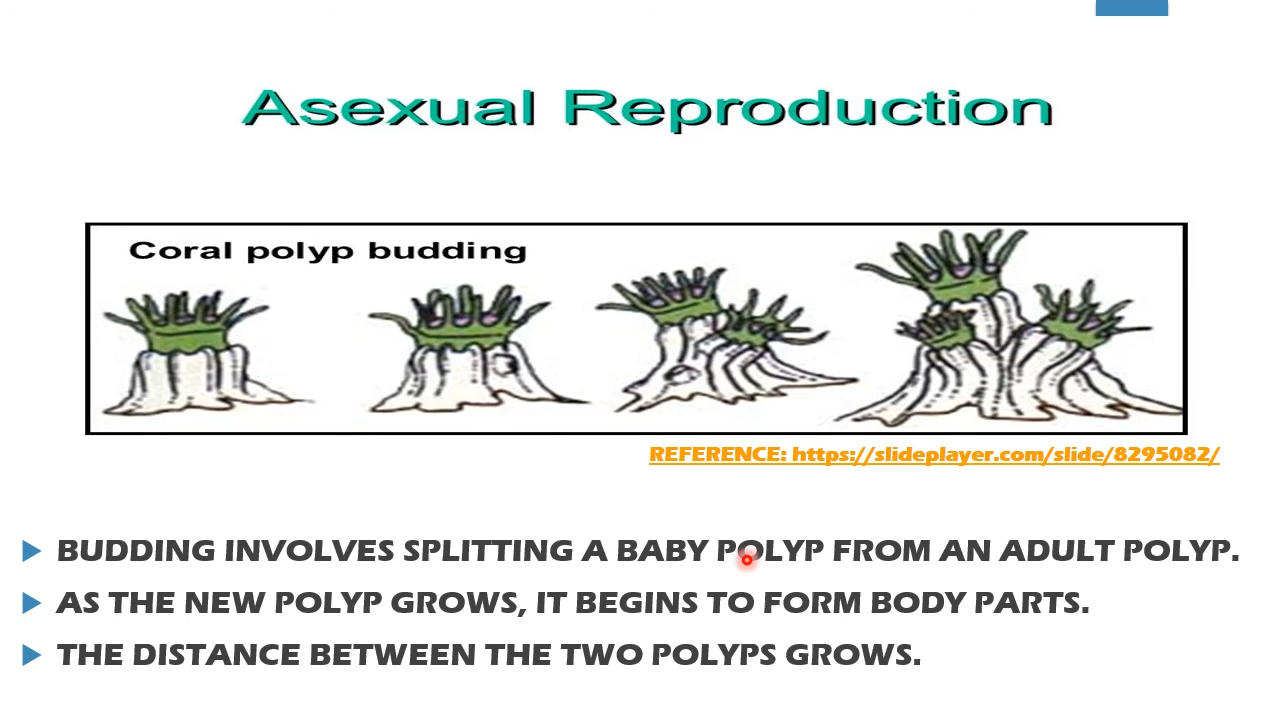 Asexual Reproduction
Coral polyp budding
REFERENCE: https://slideplayer.com/slide/8295082/
BUDDING INVOLVES SPLITTING A BABY POLYP FROM AN ADULT POLYP.
AS THE NEW POLYP GROWS, IT BEGINS TO FORM BODY PARTS.
THE DISTANCE BETWEEN THE TWO POLYPS GROWS.